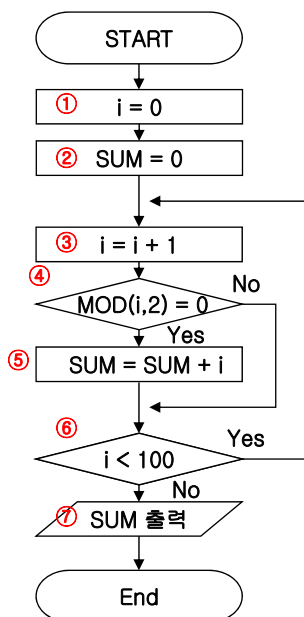 START
① i = 0
② SUM = 0
③ i = i + 1
④
MOD(i,2) = 0
No
Yes
⑤ SUM = SUM + i
⑥
i < 100
Yes
No
⑦ SUM 출력
End